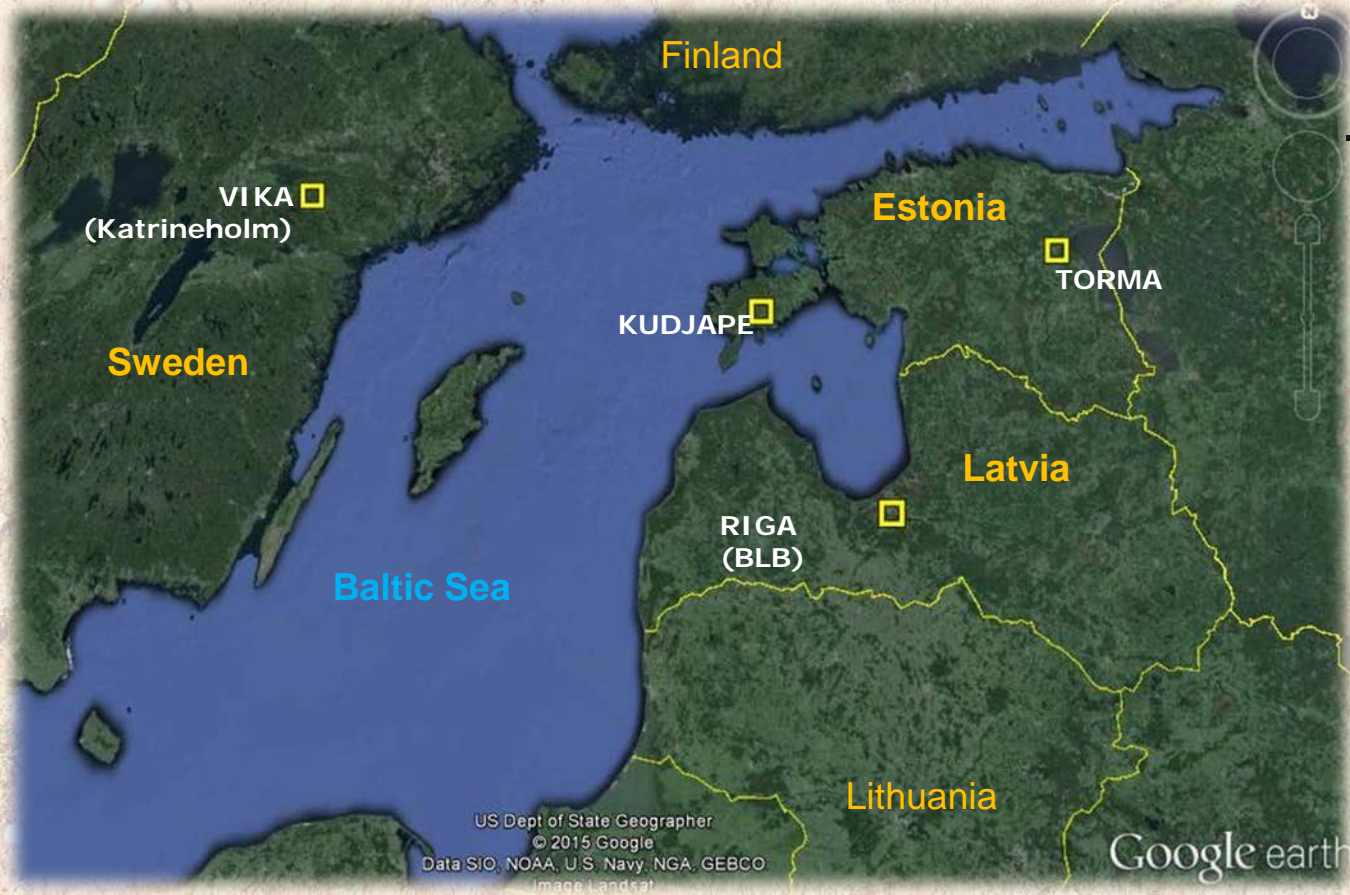 N
Finland
VIKA
(Katrineholm)
Estonia
TORMA
KUDJAPE
Sweden
Latvia
RIGA
(BLB)
Baltic Sea
Lithuania
US Dept of State Geographer
© 2015 Google
Data SIO, NOAA, U.S. Navy, NGA, GEBCO
Image Landsat
Google earth